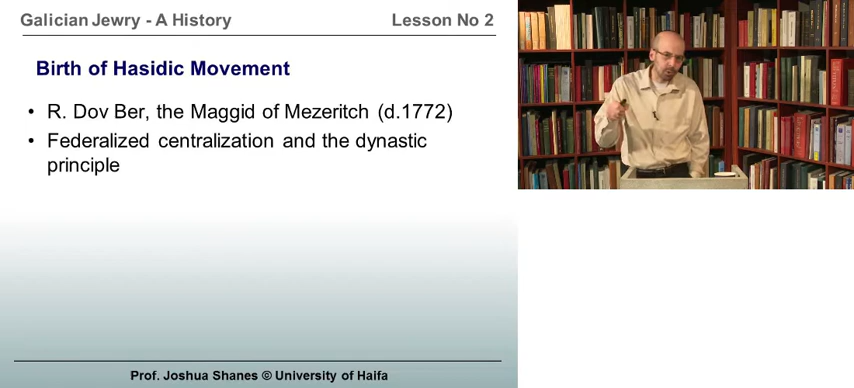 Galician Jewry - A History Lesson No 2
Birth of Hasidic Movement
• R. Dov Ber, the Maggid of Mezeritch (d.1772)
• Federalized centralization and the dynastic
principle
Prof. Joshua Shanes © University of Haifa